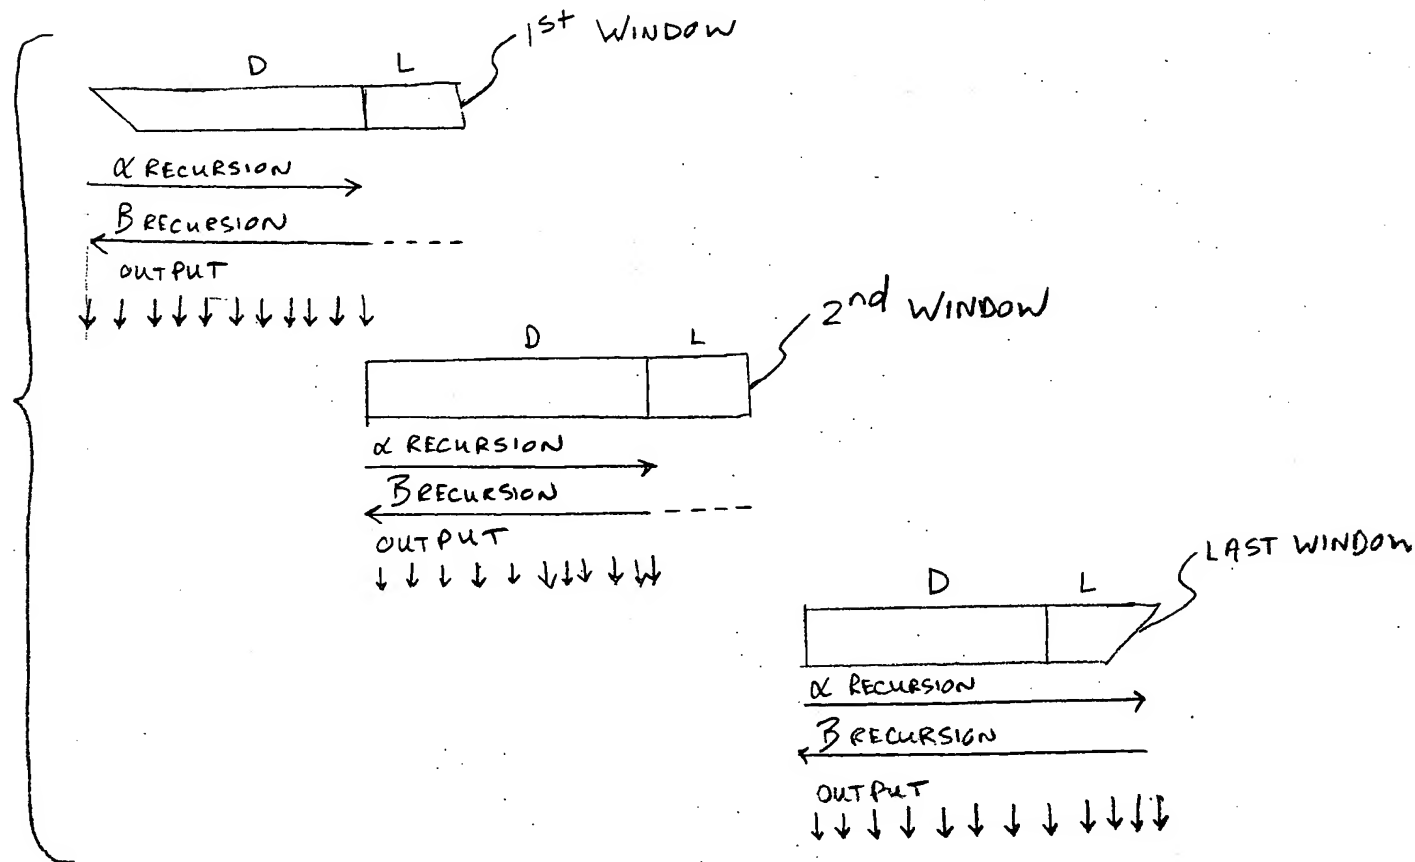 1st WINDOW
D L
α RECURSION
B RECURSION
OUTPUT
2nd WINDOW
D L
α RECURSION
B RECURSION
OUTPUT
LAST WINDOW
D L
α RECURSION
B RECURSION
OUTPUT